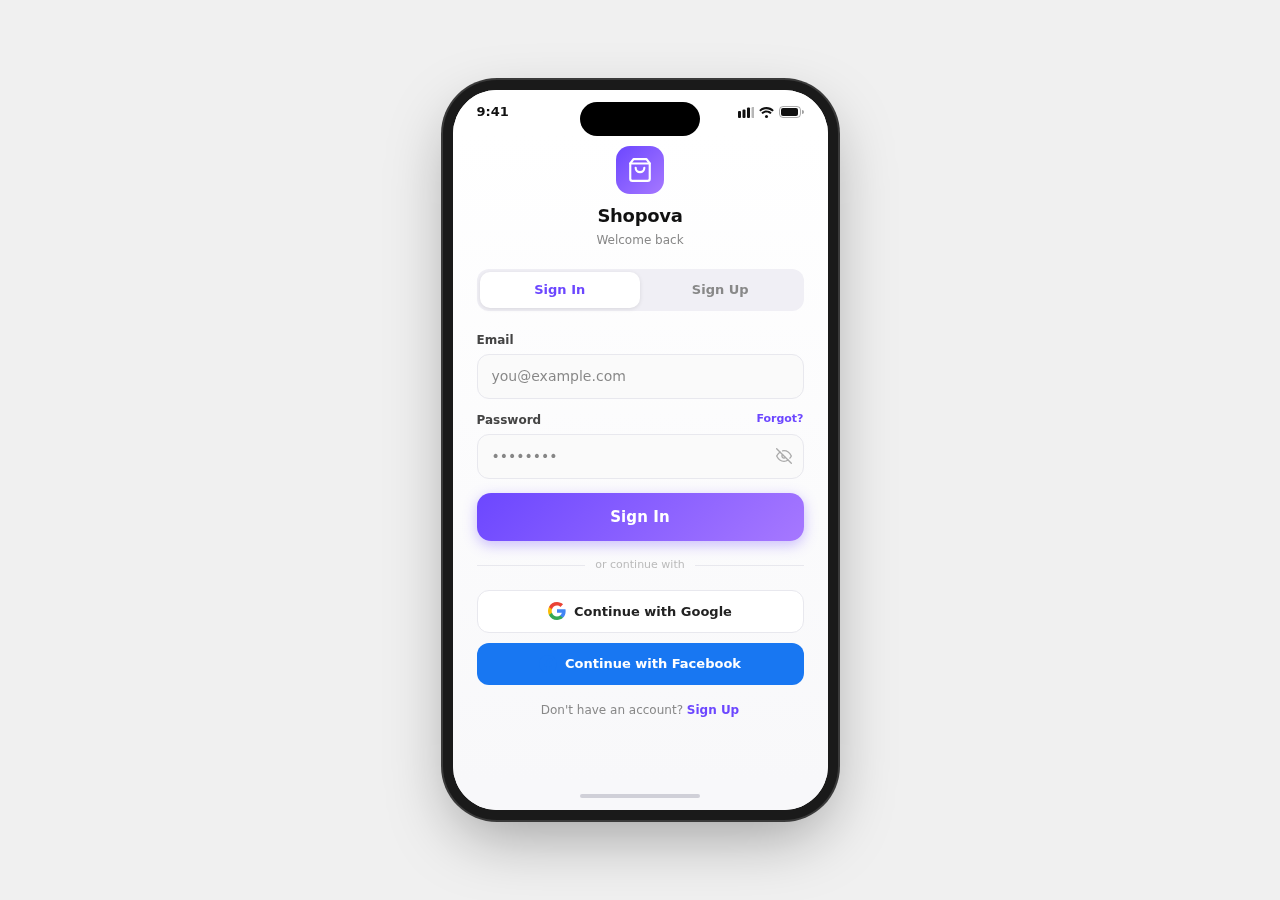 9:41
Shopova
Welcome back
Sign In
Sign Up
Email
you@example.com
Password
Forgot?
••••••••
Sign In
or continue with
Continue with Google
Continue with Facebook
Don't have an account? Sign Up